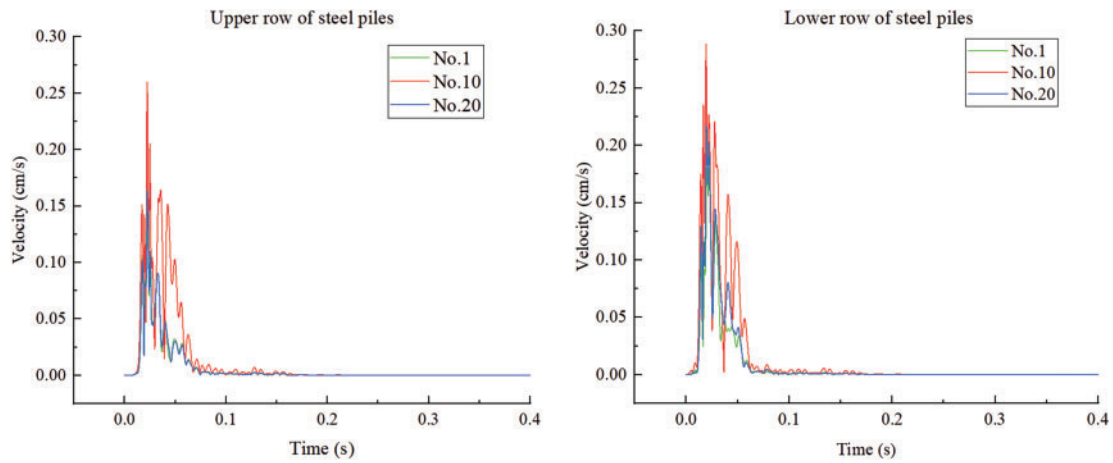 Upper row of steel piles
0.30
0.25
0.20
0.15
0.10
0.05
0.00
Velocity (cm/s)
No.1
No.10
No.20
0.0
0.1
0.2
0.3
0.4
Time (s)
Lower row of steel piles
0.30
0.25
0.20
0.15
0.10
0.05
0.00
Velocity (cm/s)
No.1
No.10
No.20
0.0
0.1
0.2
0.3
0.4
Time (s)